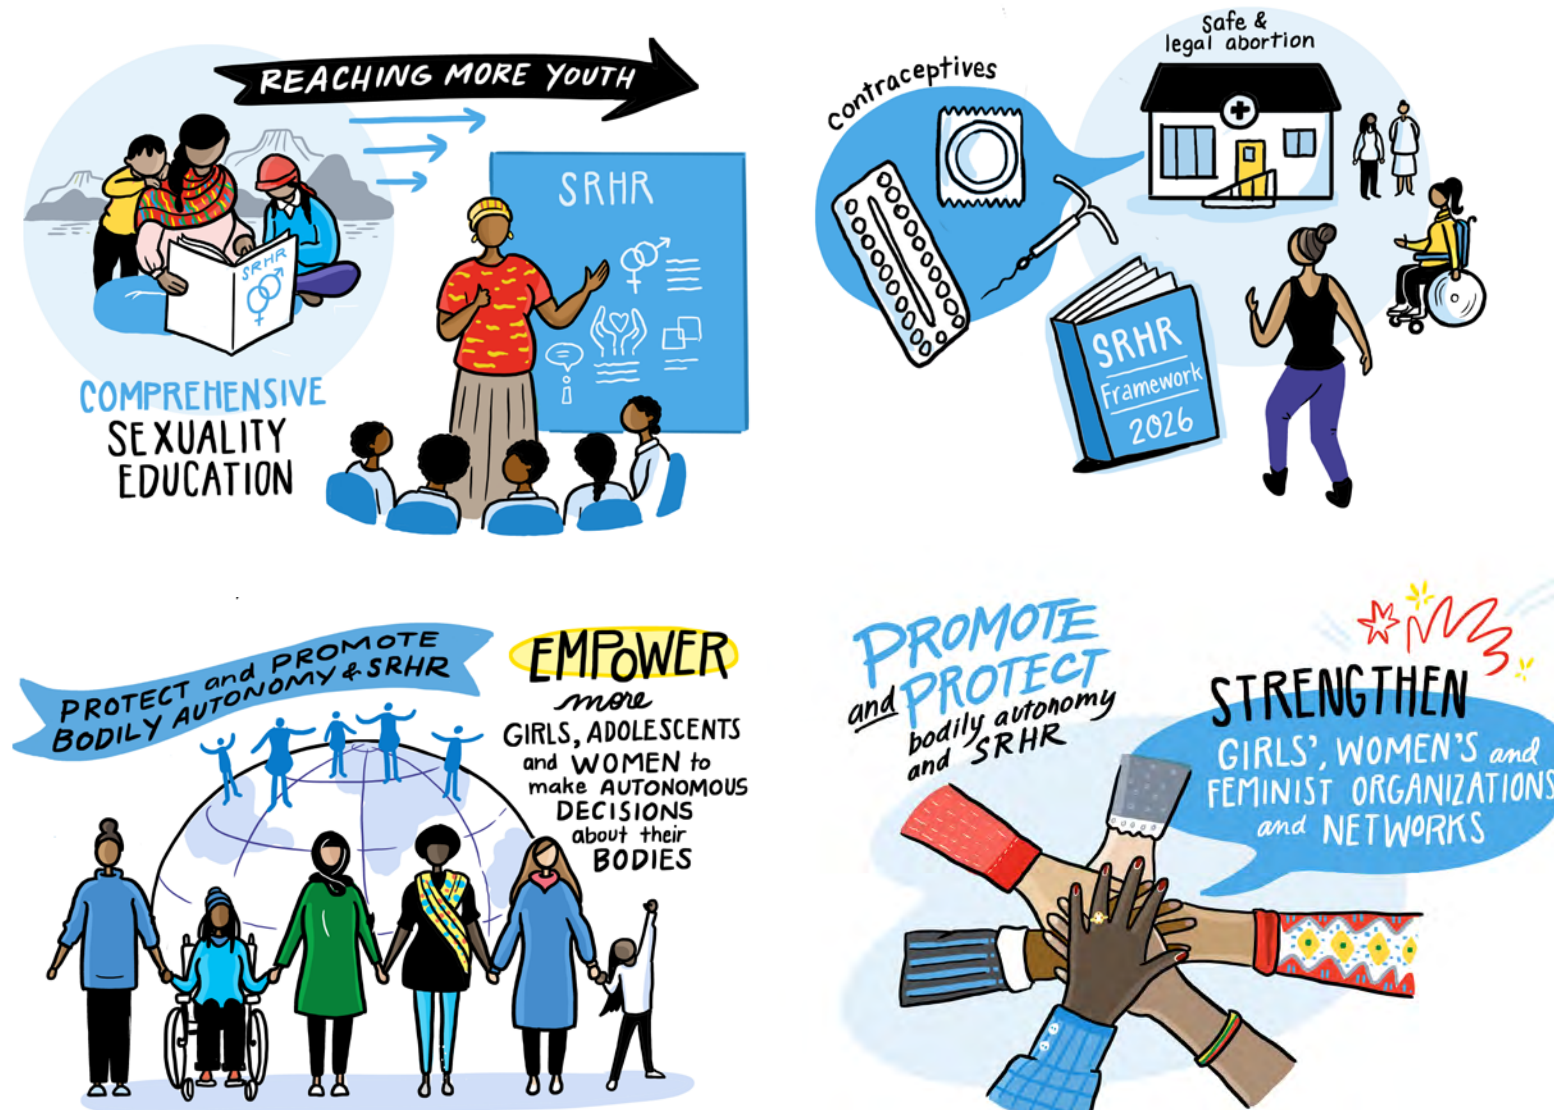 REACHING MORE YOUTH
SRHR
SRHR
COMPREHENSIVE
SEXUALITY
EDUCATION
safe &
legal abortion
contraceptives
SRHR
Framework
2026
PROTECT and PROMOTE
BODILY AUTONOMY & SRHR
EMPOWER
more
GIRLS, ADOLESCENTS
and WOMEN to
make AUTONOMOUS
DECISIONS
about their
BODIES
PROMOTE
and PROTECT
bodily autonomy
and SRHR
STRENGTHEN
GIRLS', WOMEN'S and
FEMINIST ORGANIZATIONS
and NETWORKS